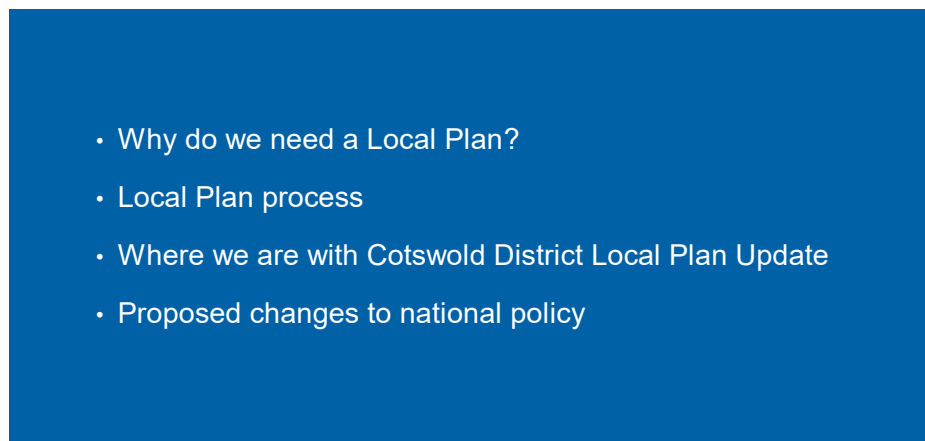 • Why do we need a Local Plan?
• Local Plan process
• Where we are with Cotswold District Local Plan Update
• Proposed changes to national policy